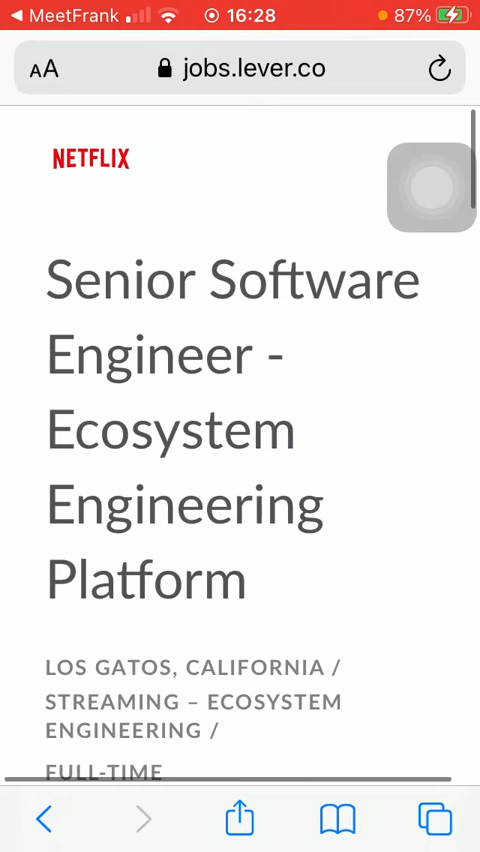 MeetFrank 16:28 87%
AA jobs.lever.co
NETFLIX
Senior Software
Engineer -
Ecosystem
Engineering
Platform
LOS GATOS, CALIFORNIA /
STREAMING – ECOSYSTEM
ENGINEERING /
FULL-TIME